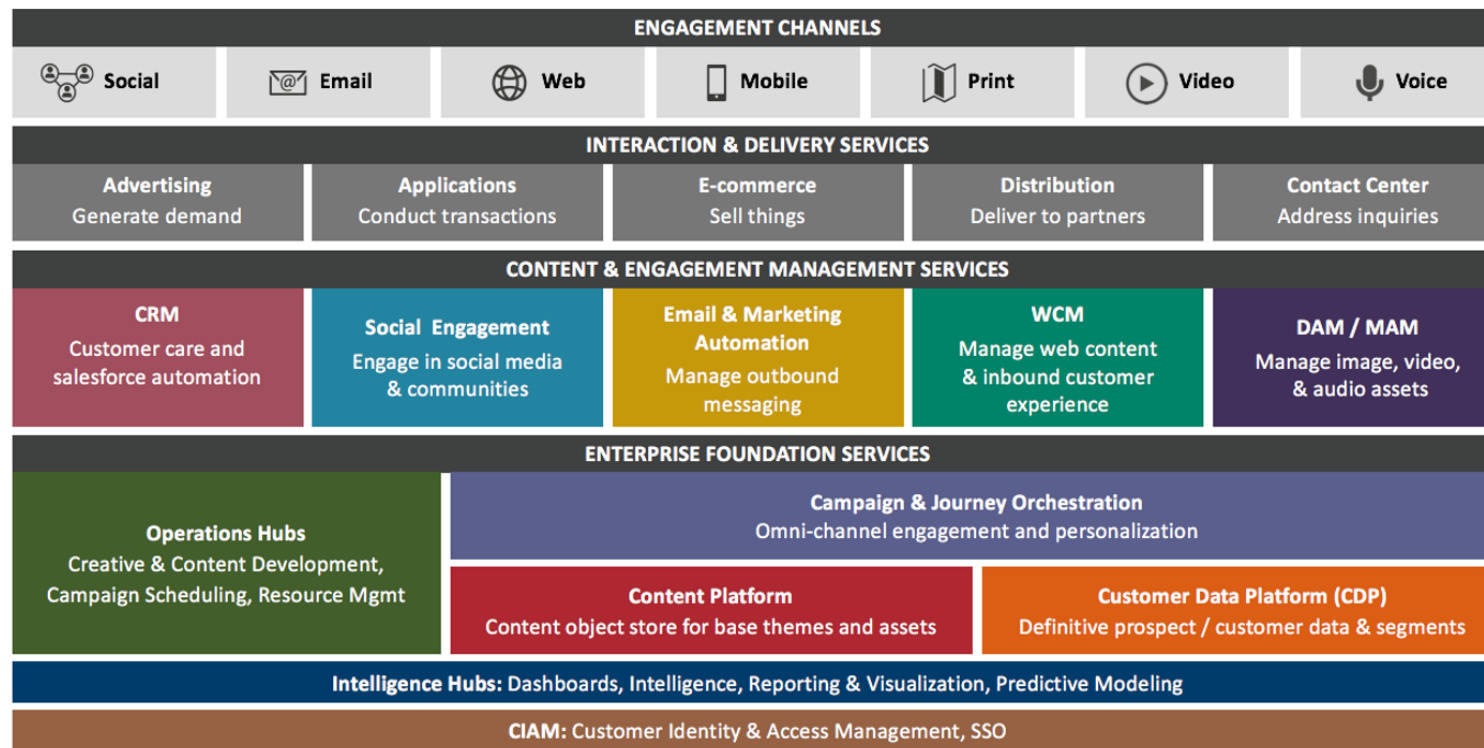 ENGAGEMENT CHANNELS
Social
Email
Web
Mobile
Print
Video
Voice
INTERACTION & DELIVERY SERVICES
Advertising
Generate demand
Applications
Conduct transactions
E-commerce
Sell things
Distribution
Deliver to partners
Contact Center
Address inquiries
CONTENT & ENGAGEMENT MANAGEMENT SERVICES
CRM
Customer care and
salesforce automation
Social Engagement
Engage in social media
& communities
Email & Marketing
Automation
Manage outbound
messaging
WCM
Manage web content
& inbound customer
experience
DAM / MAM
Manage image, video,
& audio assets
ENTERPRISE FOUNDATION SERVICES
Operations Hubs
Creative & Content Development,
Campaign Scheduling, Resource Mgmt
Campaign & Journey Orchestration
Omni-channel engagement and personalization
Content Platform
Content object store for base themes and assets
Customer Data Platform (CDP)
Definitive prospect / customer data & segments
Intelligence Hubs: Dashboards, Intelligence, Reporting & Visualization, Predictive Modeling
CIAM: Customer Identity & Access Management, SSO